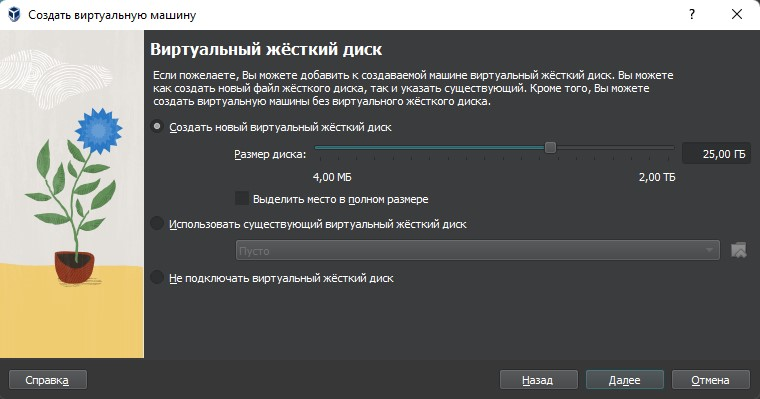 Создать виртуальную машину
?
Виртуальный жёсткий диск
Если пожелаете, Вы можете добавить к создаваемой машине виртуальный жёсткий диск. Вы можете
как создать новый файл жёсткого диска, так и указать существующий. Кроме того, Вы можете
создать виртуальную машины без виртуального жёсткого диска.
Создать новый виртуальный жёсткий диск
Размер диска:
25,00 ГБ
4,00 МБ
2,00 ТБ
Выделить место в полном размере
Использовать существующий виртуальный жёсткий диск
Пусто
Не подключать виртуальный жёсткий диск
Справка
Назад
Далее
Отмена